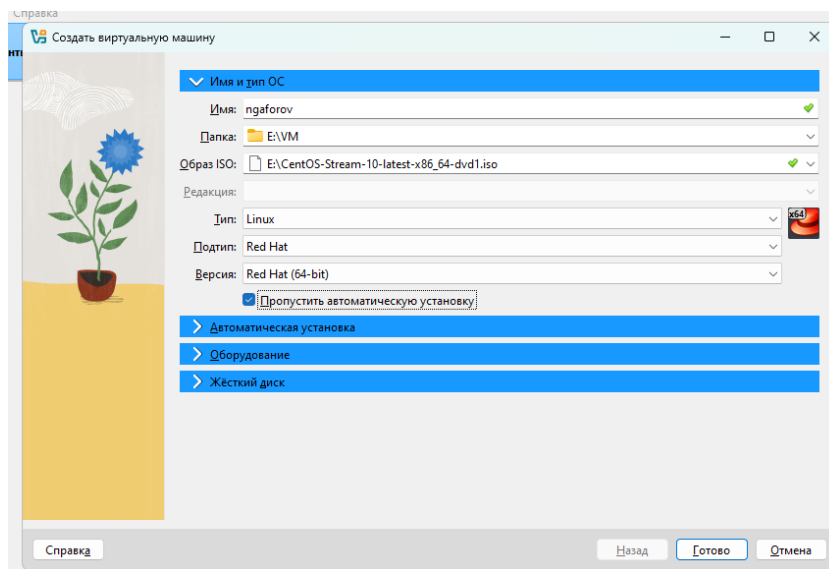 Справка
Создать виртуальную машину
Имя и тип ОС
Имя: ngaforov
Папка: E:\VM
Образ ISO: E:\CentOS-Stream-10-latest-x86_64-dvd1.iso
Редакция:
Тип: Linux
x64
Подтип: Red Hat
Версия: Red Hat (64-bit)
Пропустить автоматическую установку
Автоматическая установка
Оборудование
Жёсткий диск
Справка Назад Готово Отмена